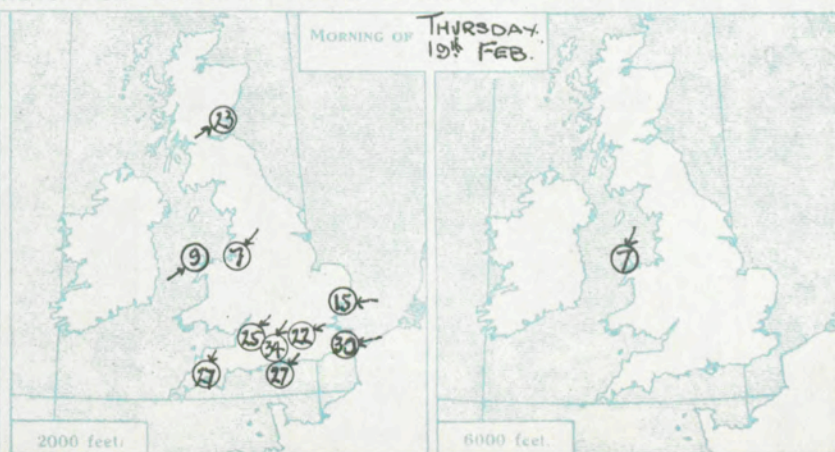 MORNING OF THURSDAY.
19th FEB.
23
9
7
15
25
34
22
30
27
27
2000 feet.
7
6000 feet.